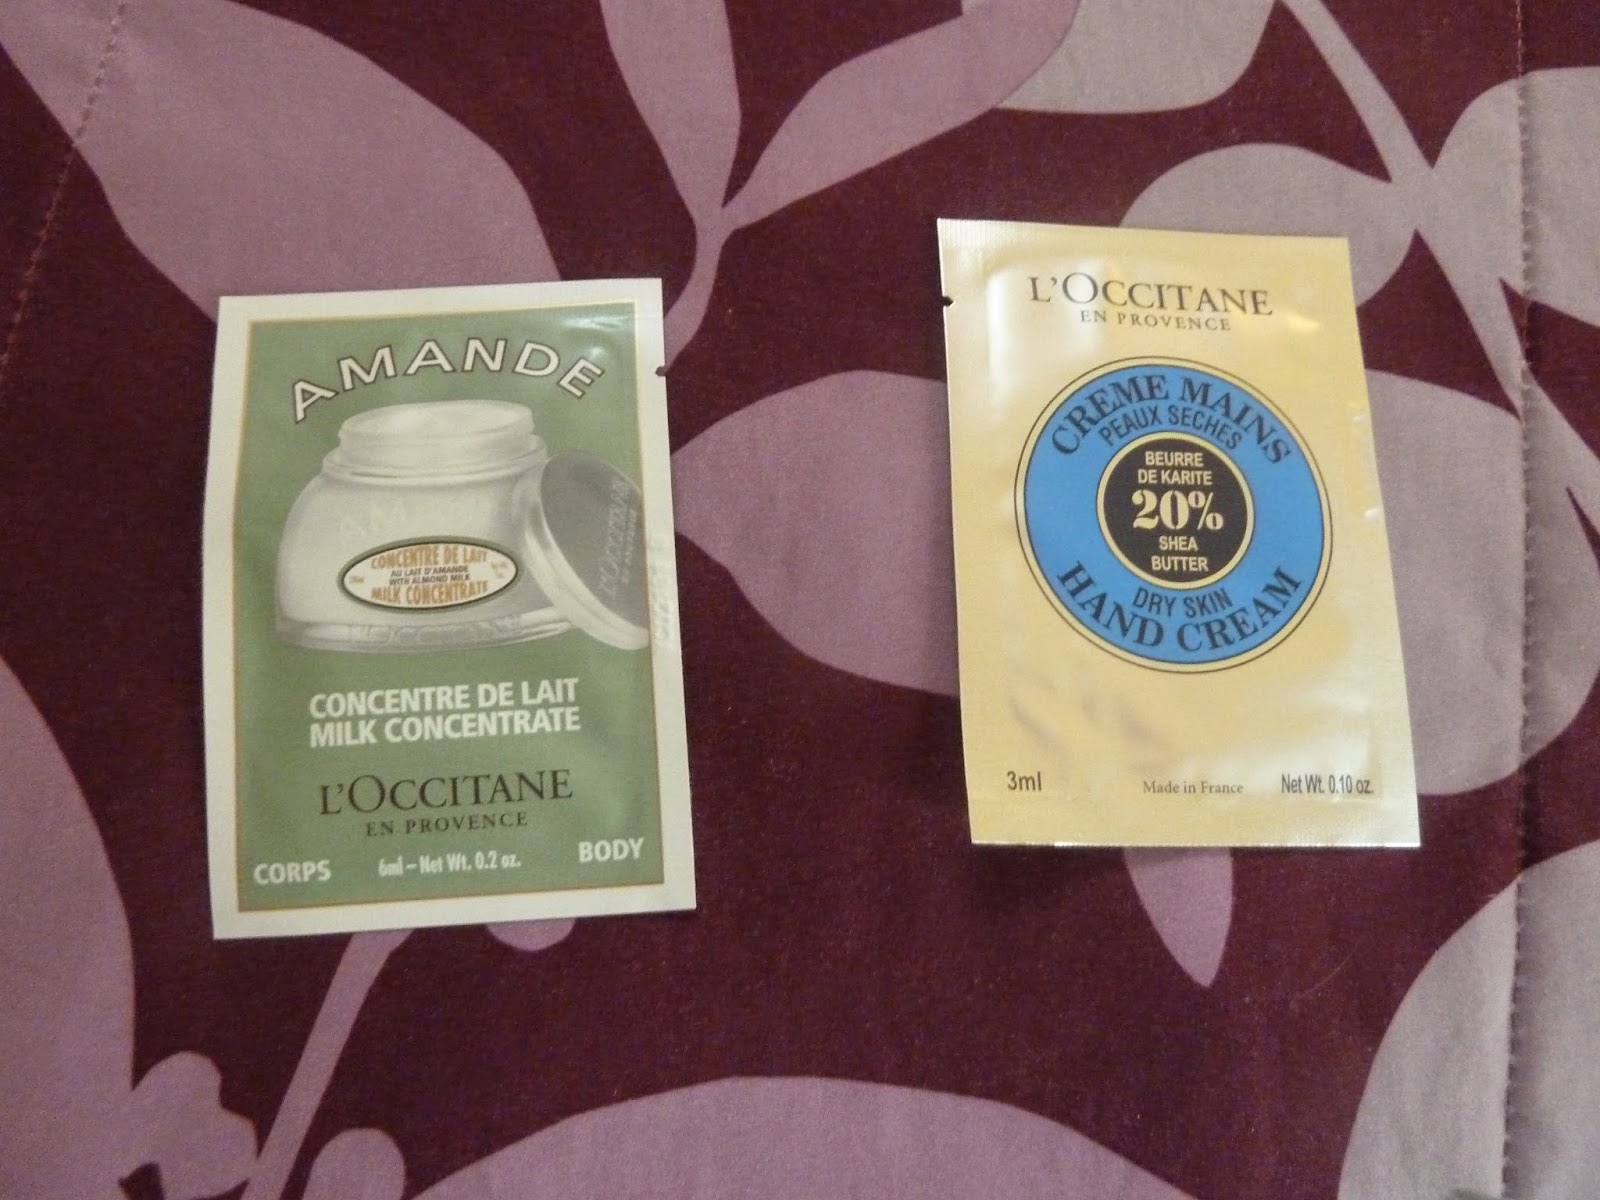 AMANDE
CONCENTRE DE LAIT
AU LAIT D'AMANDE
WITH ALMOND MILK
MILK CONCENTRATE
L'OCCITANE
CONCENTRE DE LAIT
MILK CONCENTRATE
L'OCCITANE
EN PROVENCE
CORPS
6ml – Net Wt. 0.2 oz.
BODY
L'OCCITANE
EN PROVENCE
CREME MAINS
PEAUX SECHES
BEURRE
DE KARITE
20%
SHEA
BUTTER
DRY SKIN
HAND CREAM
3ml
Made in France
Net Wt. 0.10 oz.